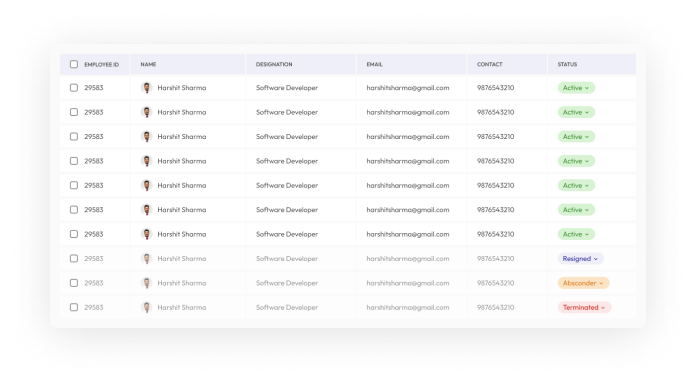 EMPLOYEE ID NAME DESIGNATION EMAIL CONTACT STATUS
29583 Harshit Sharma Software Developer harshitsharma@gmail.com 9876543210 Active
29583 Harshit Sharma Software Developer harshitsharma@gmail.com 9876543210 Active
29583 Harshit Sharma Software Developer harshitsharma@gmail.com 9876543210 Active
29583 Harshit Sharma Software Developer harshitsharma@gmail.com 9876543210 Active
29583 Harshit Sharma Software Developer harshitsharma@gmail.com 9876543210 Active
29583 Harshit Sharma Software Developer harshitsharma@gmail.com 9876543210 Active
29583 Harshit Sharma Software Developer harshitsharma@gmail.com 9876543210 Active
29583 Harshit Sharma Software Developer harshitsharma@gmail.com 9876543210 Resigned
29583 Harshit Sharma Software Developer harshitsharma@gmail.com 9876543210 Absconder
29583 Harshit Sharma Software Developer harshitsharma@gmail.com 9876543210 Terminated